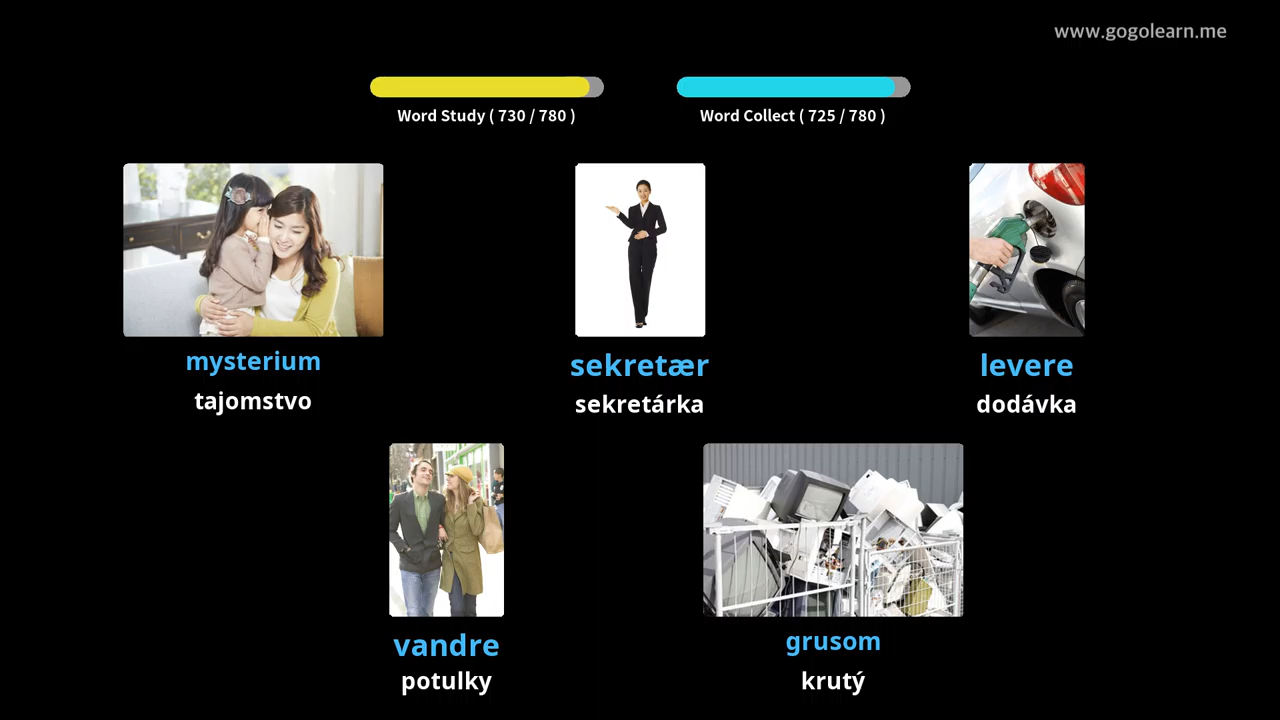 www.gogolearn.me
Word Study ( 730 / 780 )
Word Collect ( 725 / 780 )
mysterium
tajomstvo
sekretær
sekretárka
levere
dodávka
vandre
potulky
grusom
krutý